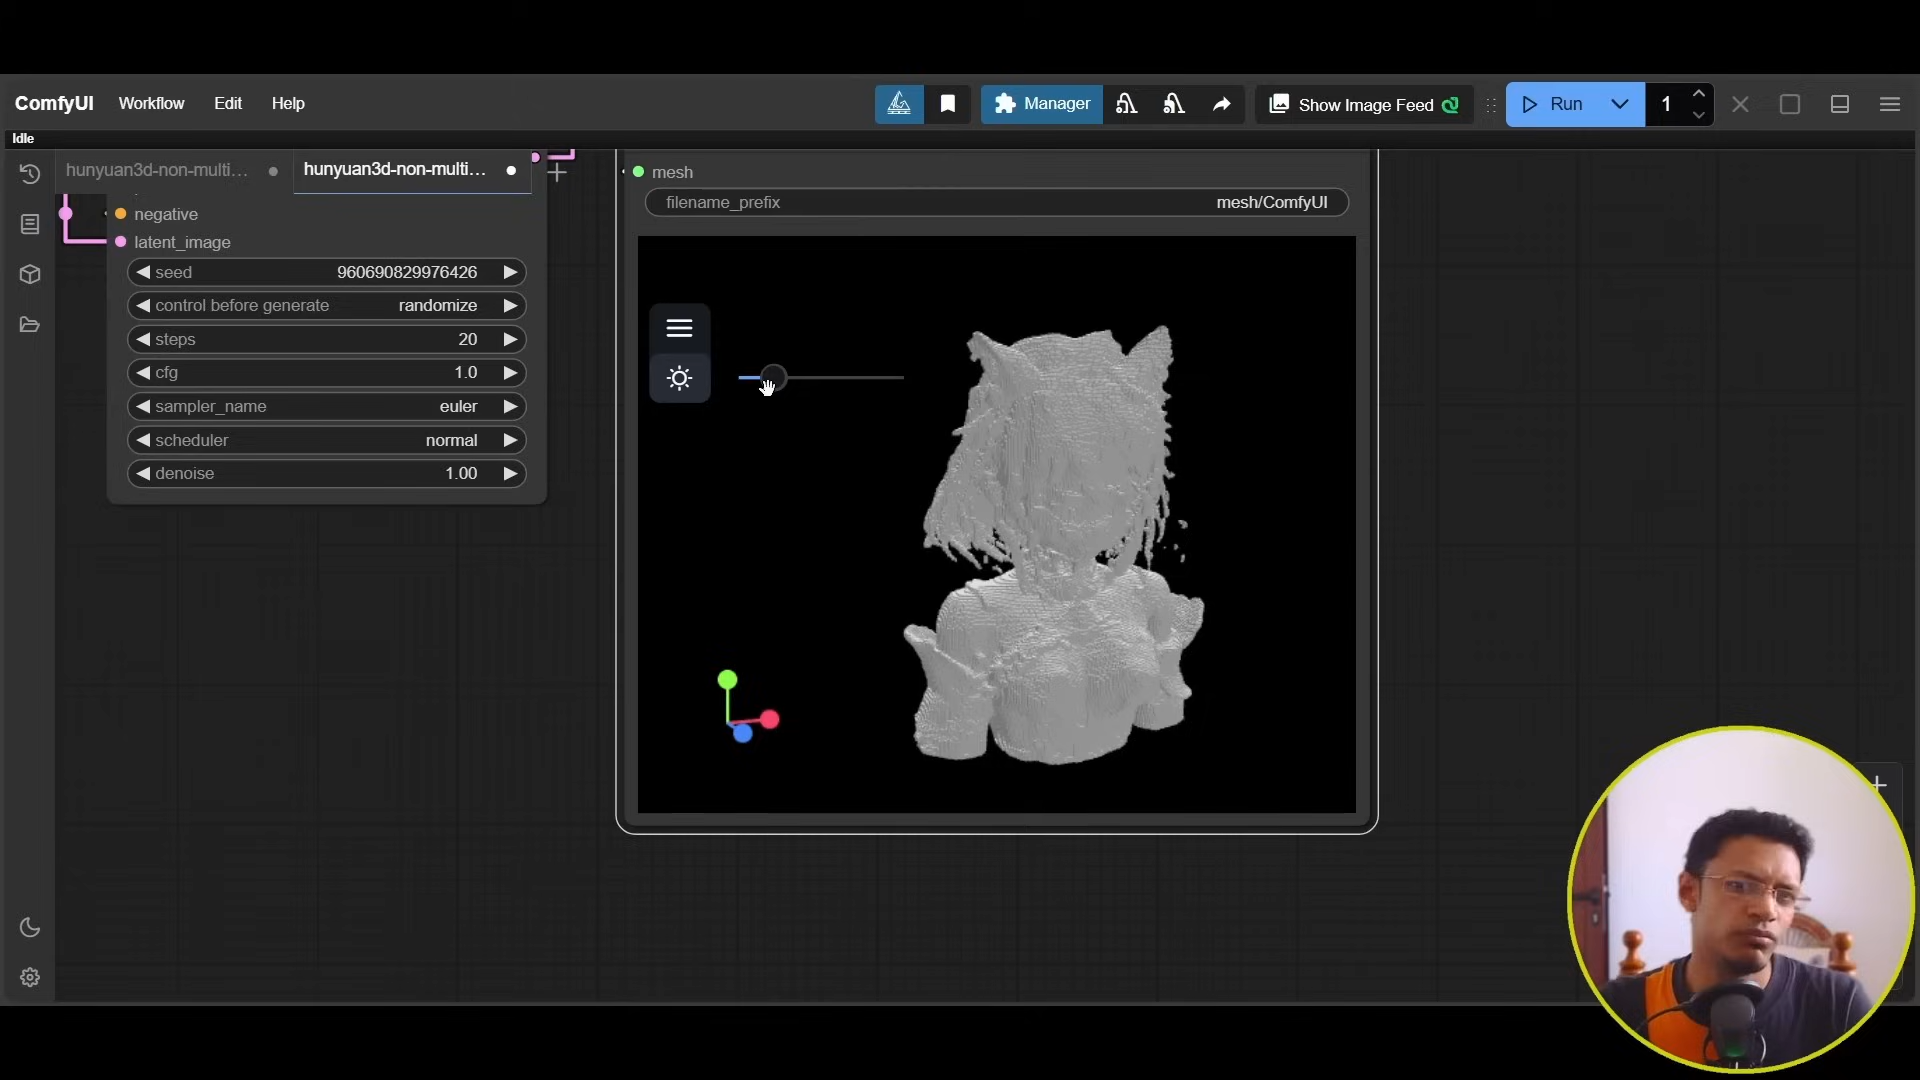 ComfyUI Workflow Edit Help Manager Show Image Feed Run 1
Idle
hunyuan3d-non-multi... hunyuan3d-non-multi...
negative
latent_image
seed 960690829976426
control before generate randomize
steps 20
cfg 1.0
sampler_name euler
scheduler normal
denoise 1.00
mesh
filename_prefix mesh/ComfyUI